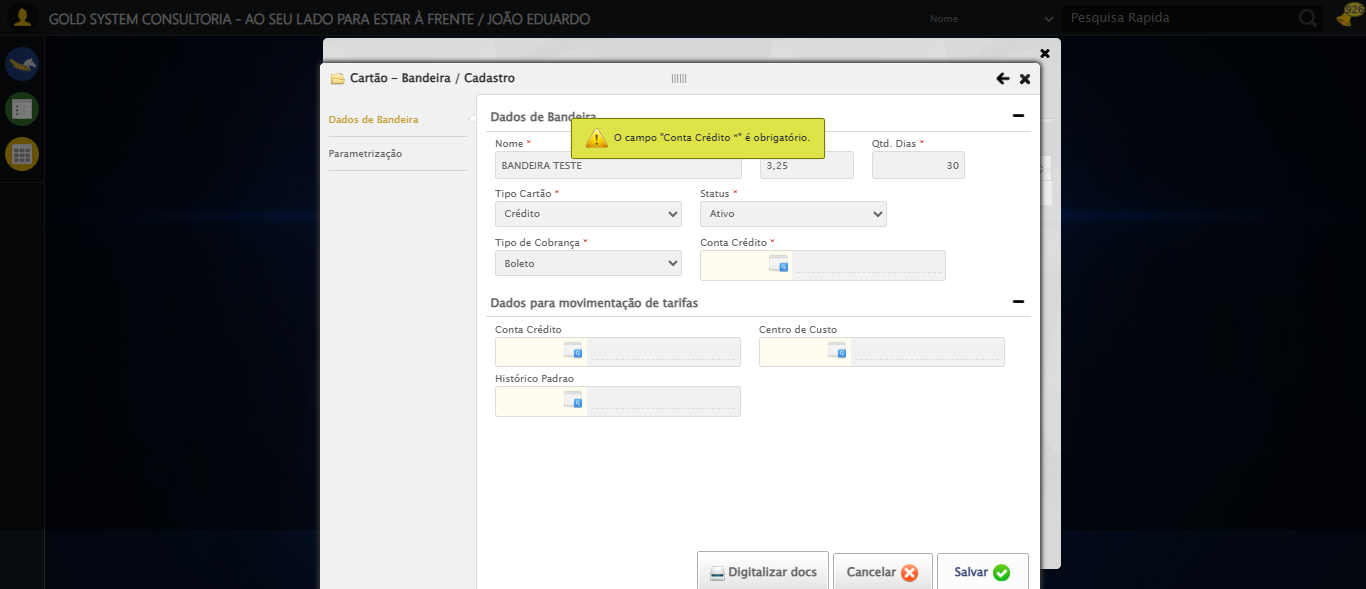 GOLD SYSTEM CONSULTORIA - AO SEU LADO PARA ESTAR À FRENTE / JOÃO EDUARDO
Nome
Pesquisa Rapida
926
Cartão - Bandeira / Cadastro
Dados de Bandeira
Parametrização
Dados de Bandeira
O campo "Conta Crédito *" é obrigatório.
Nome *
Qtd. Dias *
BANDEIRA TESTE
3,25
30
Tipo Cartão *
Status *
Crédito
Ativo
Tipo de Cobrança *
Conta Crédito *
Boleto
Dados para movimentação de tarifas
Conta Crédito
Centro de Custo
Histórico Padrao
Digitalizar docs
Cancelar
Salvar